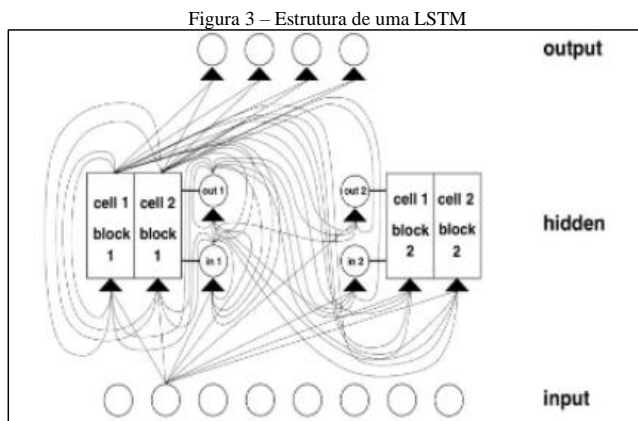 Figura 3 – Estrutura de uma LSTM
output
cell 1
block
1
cell 2
block
1
out 1
in 1
out 2
in 2
cell 1
block
2
cell 2
block
2
hidden
input